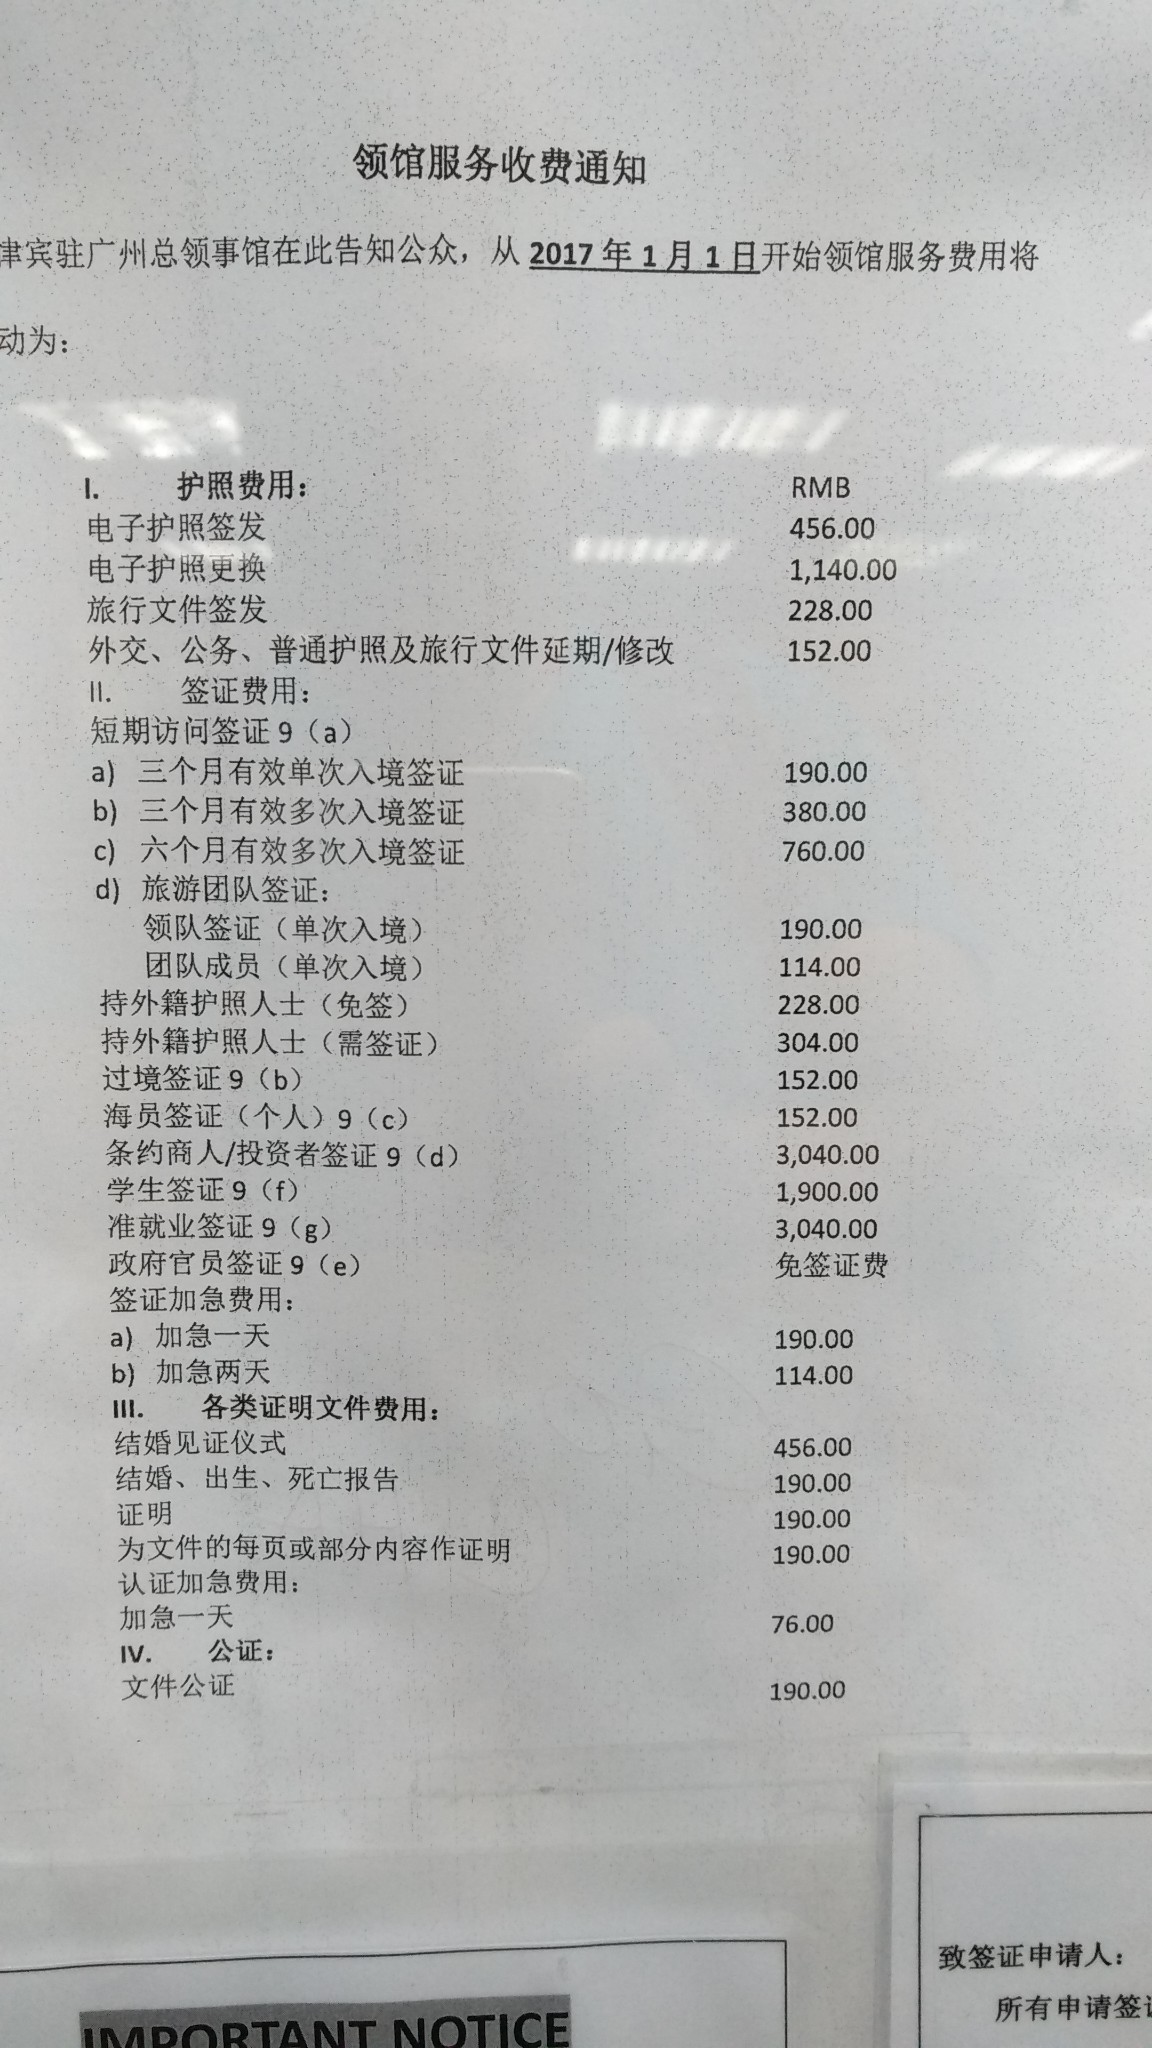 领馆服务收费通知
律宾驻广州总领事馆在此告知公众，从 2017 年 1 月 1 日开始领馆服务费用将
动为：
I. 护照费用： RMB
电子护照签发 456.00
电子护照更换 1,140.00
旅行文件签发 228.00
外交、公务、普通护照及旅行文件延期/修改 152.00
II. 签证费用：
短期访问签证 9（a）
a) 三个月有效单次入境签证 190.00
b) 三个月有效多次入境签证 380.00
c) 六个月有效多次入境签证 760.00
d) 旅游团队签证：
领队签证（单次入境） 190.00
团队成员（单次入境） 114.00
持外籍护照人士（免签） 228.00
持外籍护照人士（需签证） 304.00
过境签证 9（b） 152.00
海员签证（个人）9（c） 152.00
条约商人/投资者签证 9（d） 3,040.00
学生签证 9（f） 1,900.00
准就业签证 9（g） 3,040.00
政府官员签证 9（e） 免签证费
签证加急费用：
a) 加急一天 190.00
b) 加急两天 114.00
III. 各类证明文件费用：
结婚见证仪式 456.00
结婚、出生、死亡报告 190.00
证明 190.00
为文件的每页或部分内容作证明 190.00
认证加急费用：
加急一天 76.00
IV. 公证：
文件公证 190.00
致签证申请人：
所有申请签证
IMPORTANT NOTICE